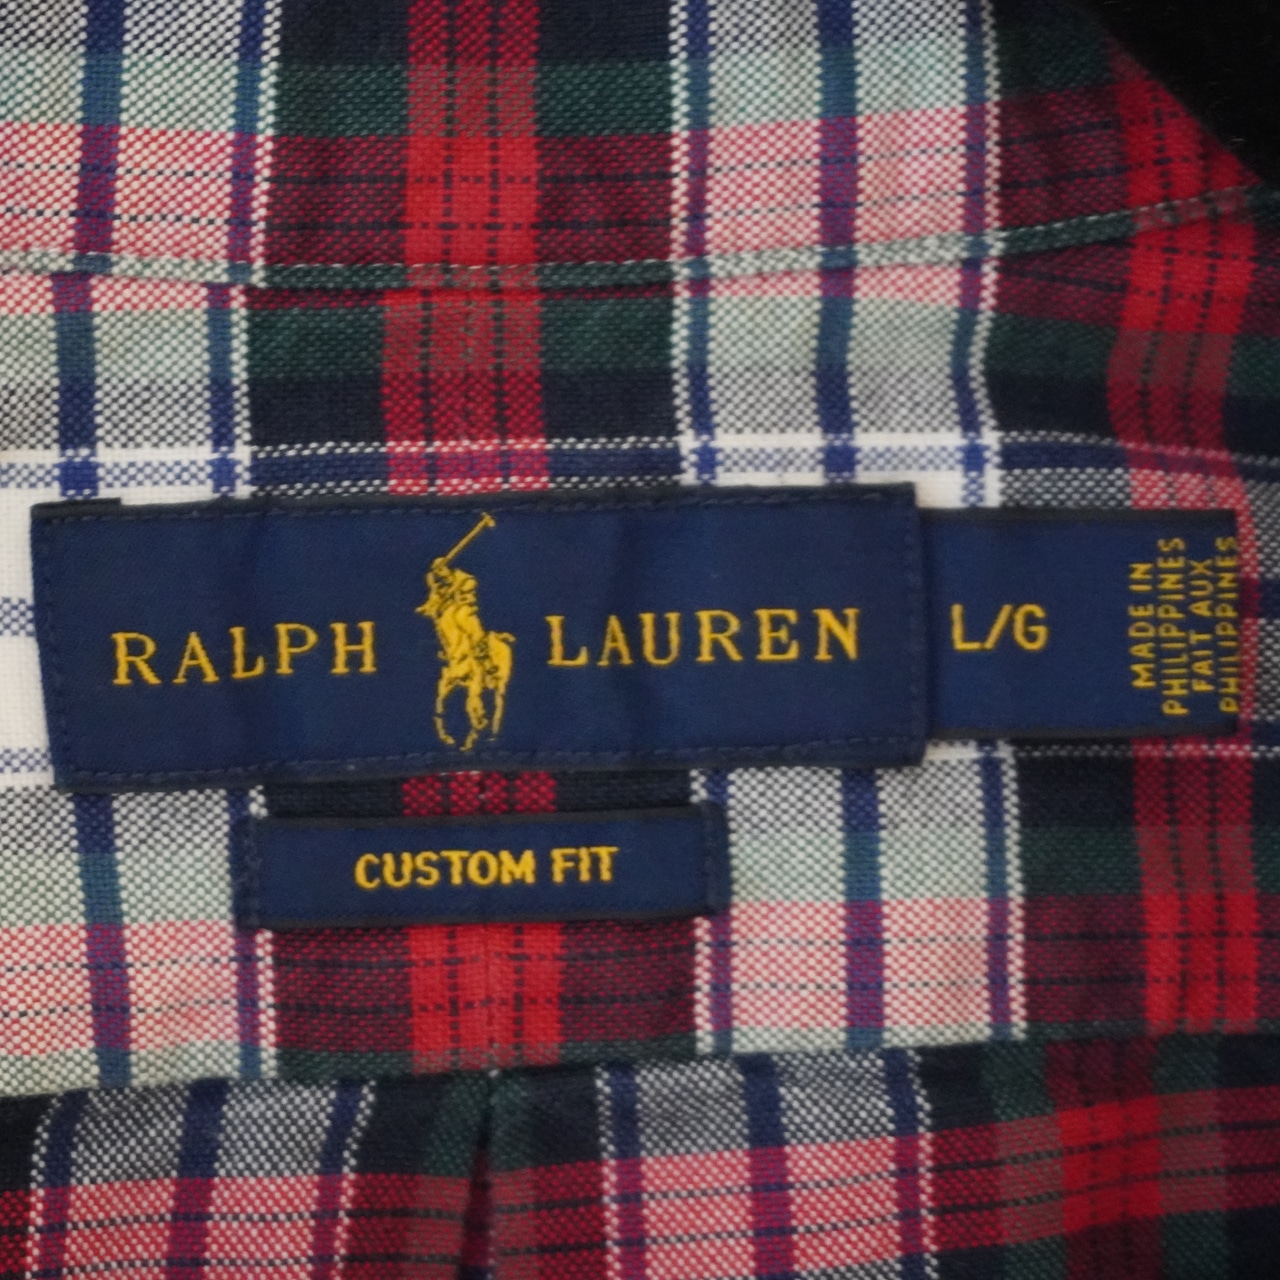 RALPH LAUREN
L/G
MADE IN
PHILIPPINES
FAIT AUX
PHILIPPINES
CUSTOM FIT